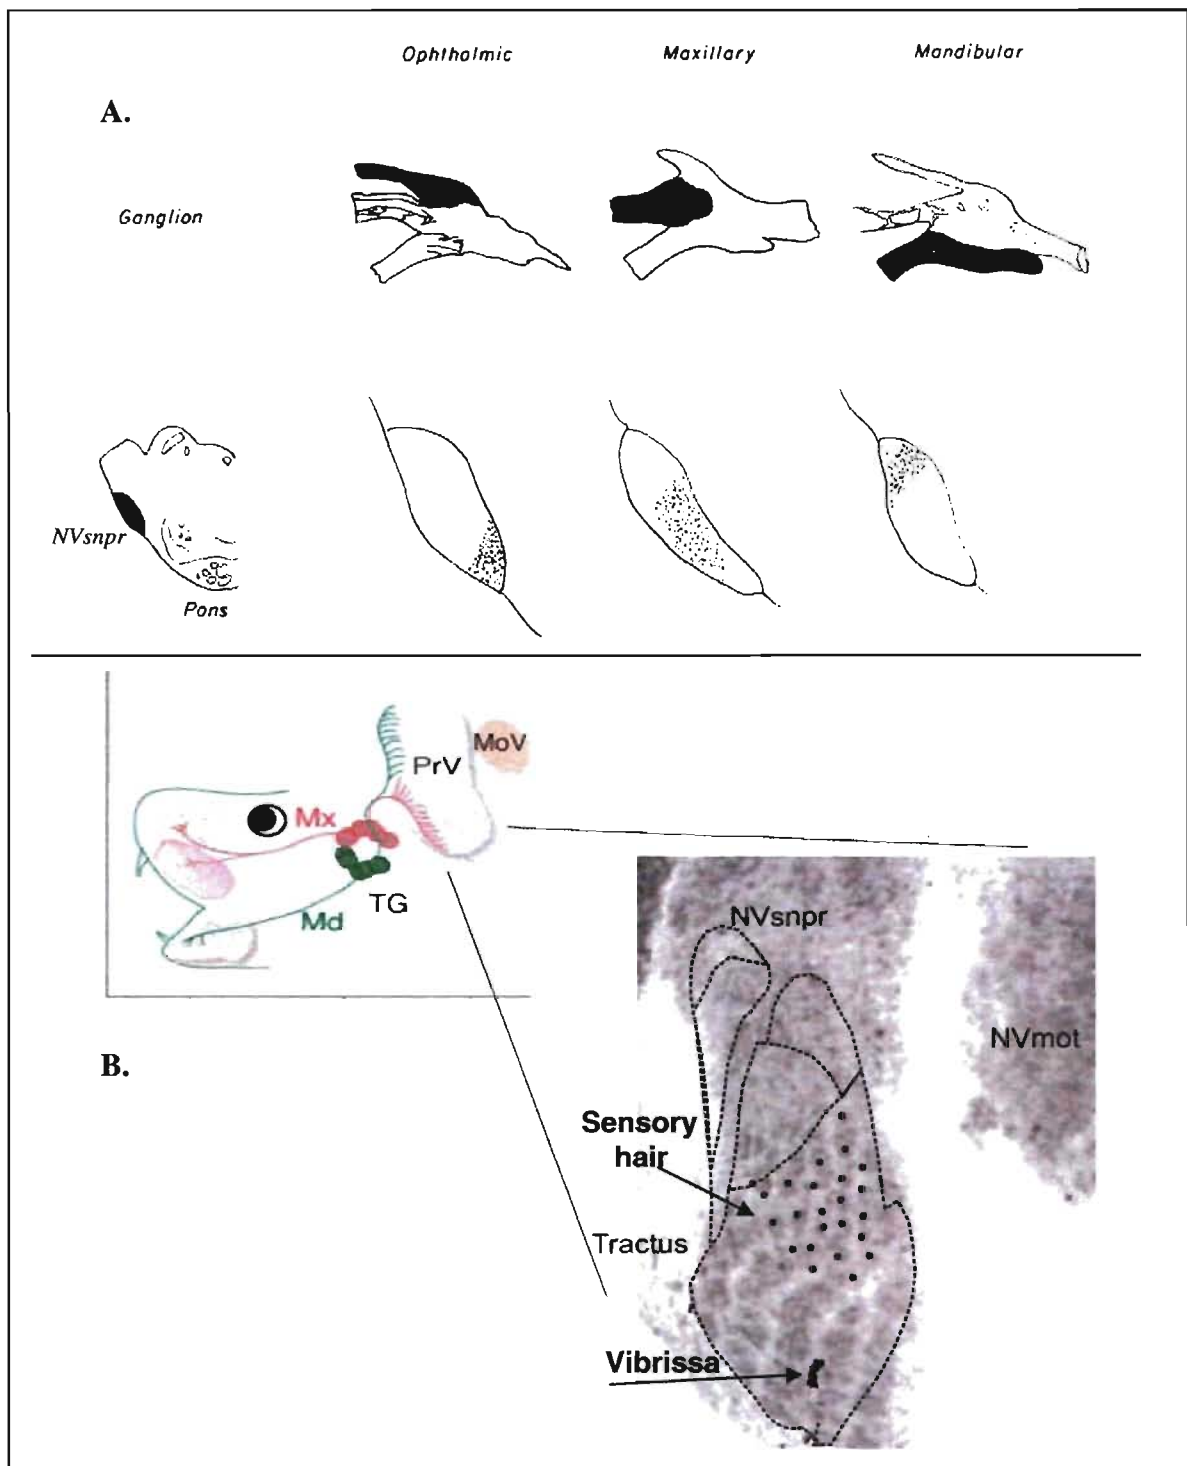 Ophthalmic Maxillary Mandibular
A.
Ganglion
NVsnpr
Pons
MoV
PrV
Mx
TG
Md
NVsnpr
NVmot
B.
Sensory
hair
Tractus
Vibrissa